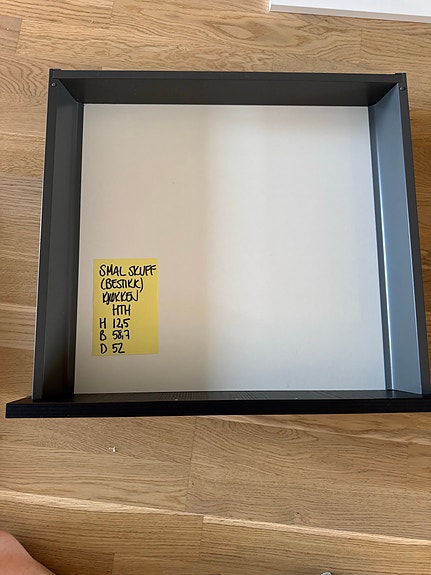 SMAL SKUFF
(BESTIKK)
KJØKKEN
HTH
H 12,5
B 58,7
D 52